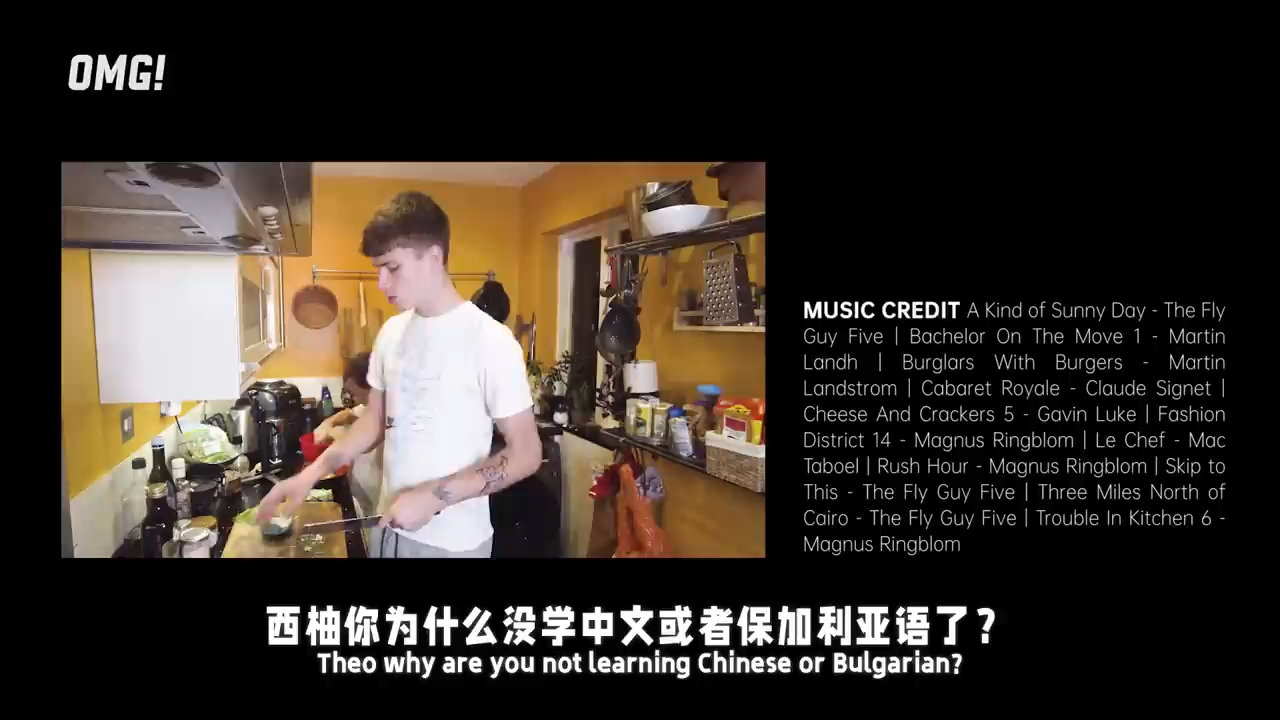 OMG!
MUSIC CREDIT A Kind of Sunny Day - The Fly
Guy Five | Bachelor On The Move 1 - Martin
Landh | Burglars With Burgers - Martin
Landstrom | Cabaret Royale - Claude Signet |
Cheese And Crackers 5 - Gavin Luke | Fashion
District 14 - Magnus Ringblom | Le Chef - Mac
Taboel | Rush Hour - Magnus Ringblom | Skip to
This - The Fly Guy Five | Three Miles North of
Cairo - The Fly Guy Five | Trouble In Kitchen 6 -
Magnus Ringblom
西柚你为什么没学中文或者保加利亚语了？
Theo why are you not learning Chinese or Bulgarian?